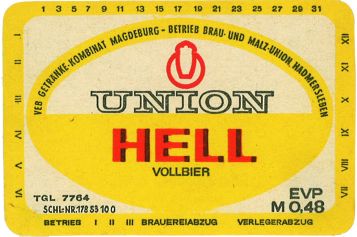 1 3 5 7 9 11 13 15 17 19 21 23 25 27 29 31
VEB GETRÄNKE-KOMBINAT MAGDEBURG - BETRIEB BRAU- UND MALZ-UNION HADMERSLEBEN
I II III IV V VI
XII XI X IX VIII VII
UNION
HELL
VOLLBIER
TGL 7764
SCHL-NR. 178 53 100
EVP
M 0,48
BETRIEB I II III BRAUEREIABZUG VERLEGERABZUG